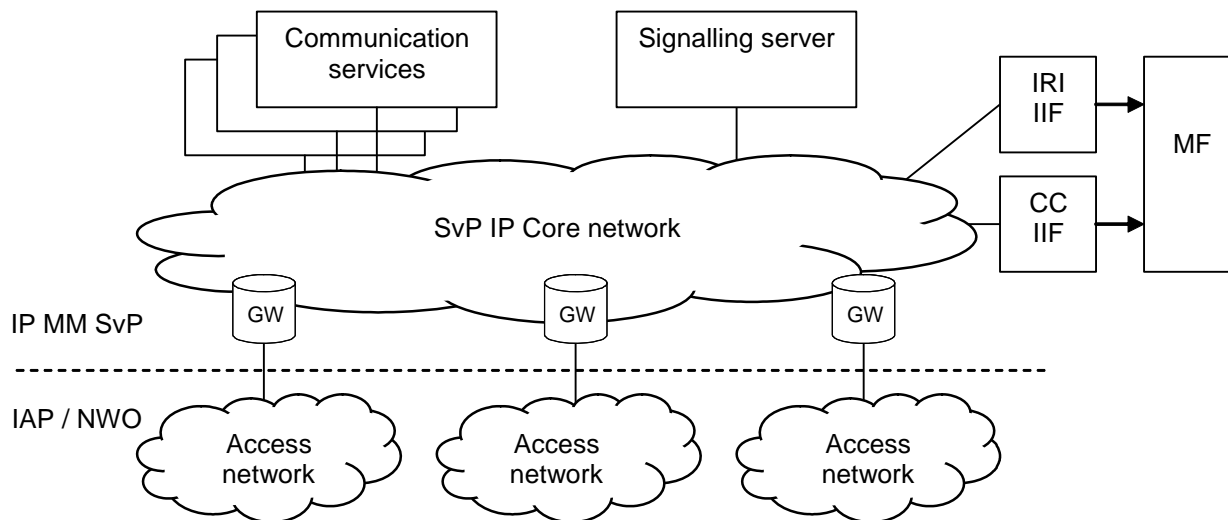 Communication
services
Signalling server
IRI
IIF
MF
CC
IIF
SvP IP Core network
GW
GW
GW
IP MM SvP
IAP / NWO
Access
network
Access
network
Access
network